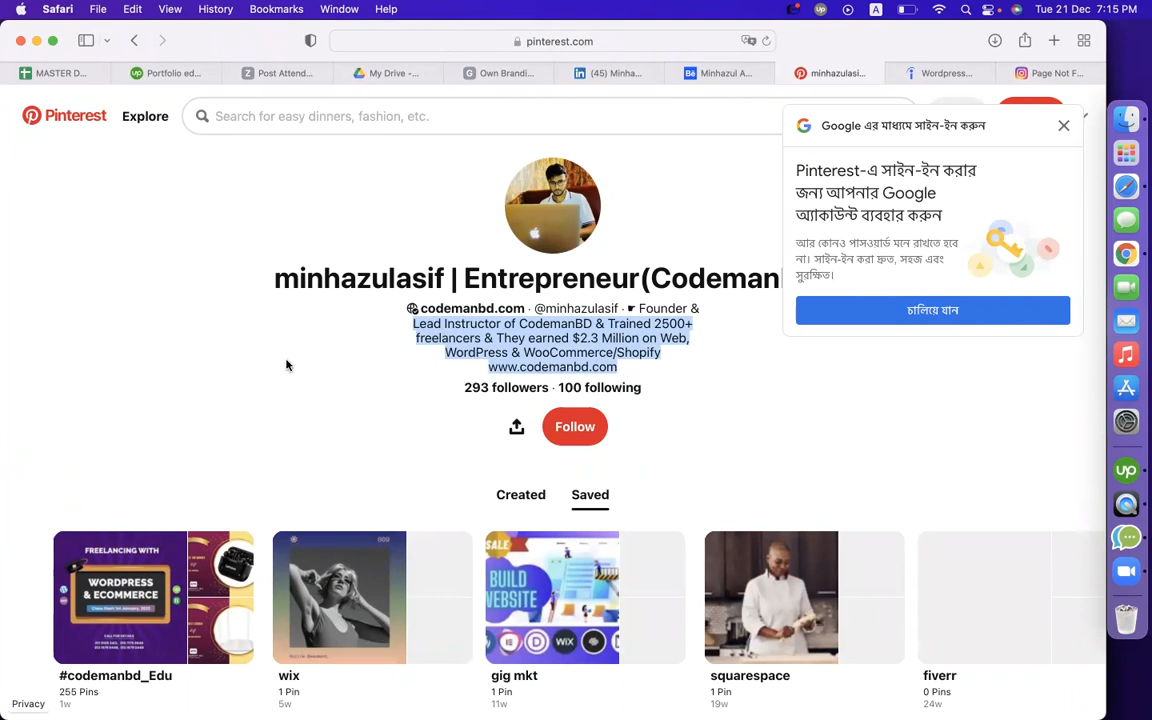 Safari File Edit View History Bookmarks Window Help
Tue 21 Dec 7:15 PM
pinterest.com
MASTER D...
Portfolio ed...
Post Attend...
My Drive -...
Own Brandi...
(45) Minha...
Minhazul A...
minhazulasi...
Wordpress...
Page Not F...
Pinterest
Explore
Search for easy dinners, fashion, etc.
Google এর মাধ্যমে সাইন-ইন করুন
Pinterest-এ সাইন-ইন করার
জন্য আপনার Google
অ্যাকাউন্ট ব্যবহার করুন
আর কোনও পাসওয়ার্ড মনে রাখতে হবে
না। সাইন-ইন করা দ্রুত, সহজ এবং
সুরক্ষিত।
চালিয়ে যান
minhazulasif | Entrepreneur(Codeman
codemanbd.com · @minhazulasif · ☛ Founder &
Lead Instructor of CodemanBD & Trained 2500+
freelancers & They earned $2.3 Million on Web,
WordPress & WooCommerce/Shopify
www.codemanbd.com
293 followers · 100 following
Follow
Created
Saved
FREELANCING WITH
WORDPRESS
& ECOMMERCE
SALE
BUILD
WEBSITE
WIX
#codemanbd_Edu
255 Pins
1w
wix
1 Pin
5w
gig mkt
1 Pin
11w
squarespace
1 Pin
19w
fiverr
0 Pins
24w
Privacy